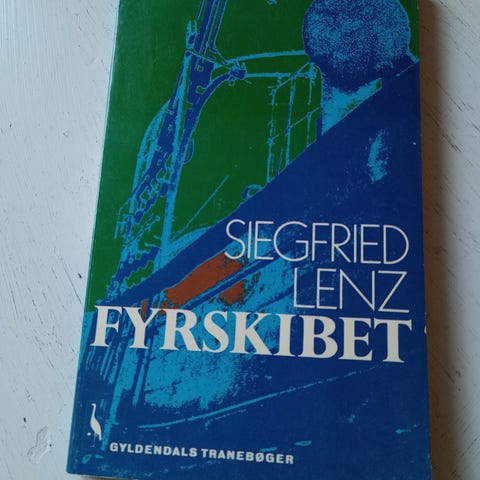 SIEGFRIED
LENZ
FYRSKIBET
GYLDENDALS TRANEBØGER